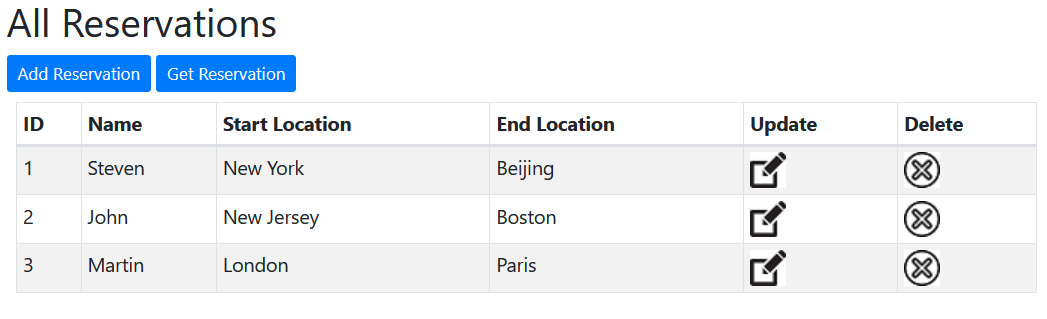 All Reservations
Add Reservation Get Reservation
ID Name Start Location End Location Update Delete
1 Steven New York Beijing
2 John New Jersey Boston
3 Martin London Paris